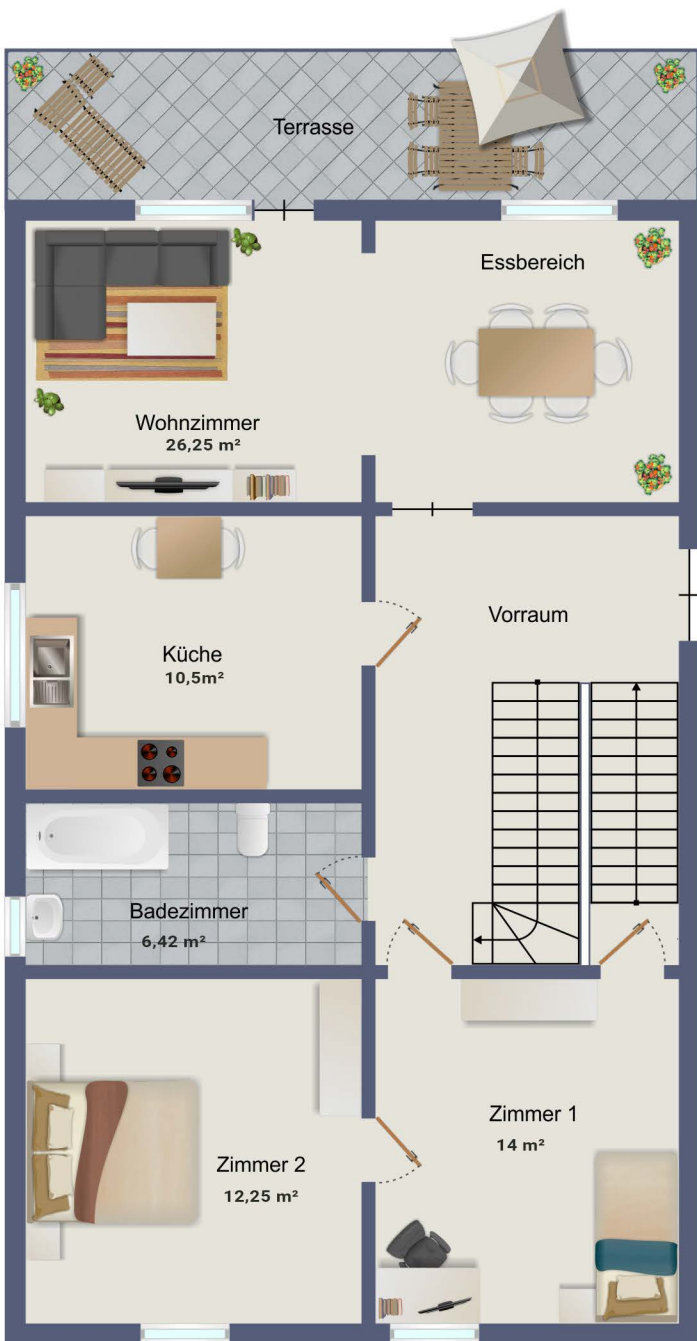 Terrasse
Essbereich
Wohnzimmer
26,25 m²
Küche
10,5m²
Vorraum
Badezimmer
6,42 m²
Zimmer 1
14 m²
Zimmer 2
12,25 m²